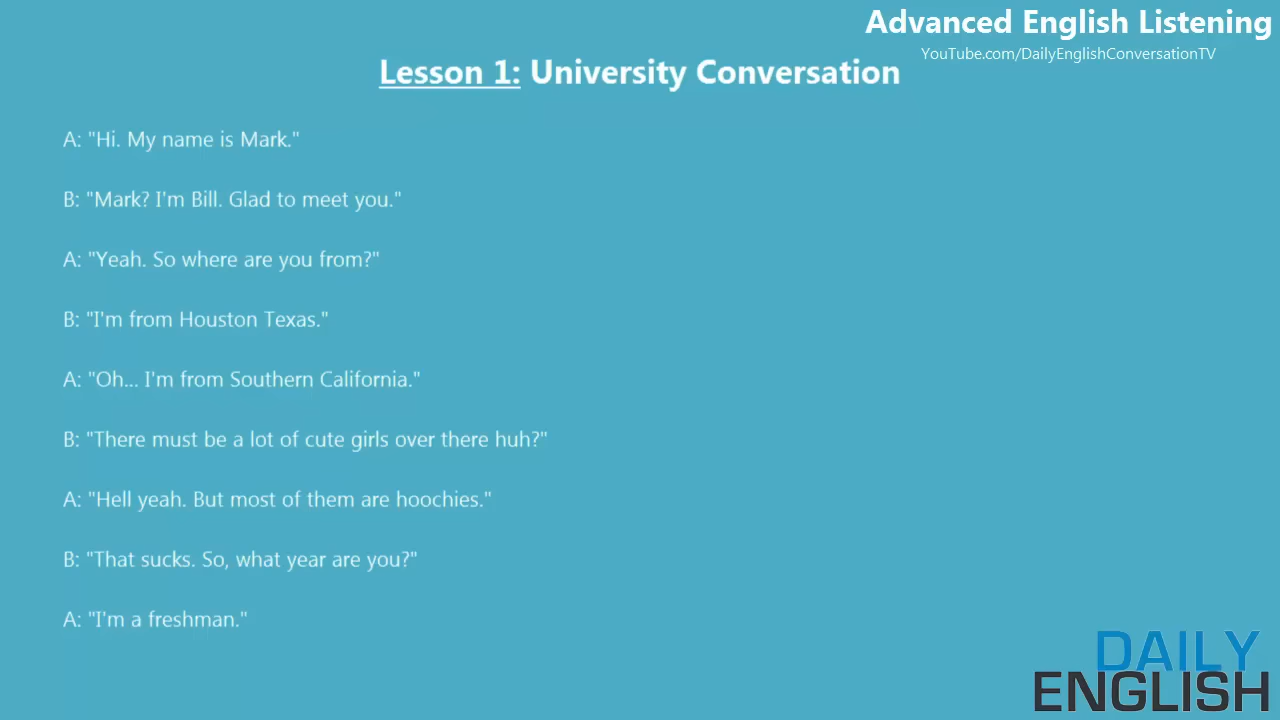 Advanced English Listening
YouTube.com/DailyEnglishConversationTV
Lesson 1: University Conversation
A: "Hi. My name is Mark."
B: "Mark? I'm Bill. Glad to meet you."
A: "Yeah. So where are you from?"
B: "I'm from Houston Texas."
A: "Oh... I'm from Southern California."
B: "There must be a lot of cute girls over there huh?"
A: "Hell yeah. But most of them are hoochies."
B: "That sucks. So, what year are you?"
A: "I'm a freshman."
DAILY
ENGLISH